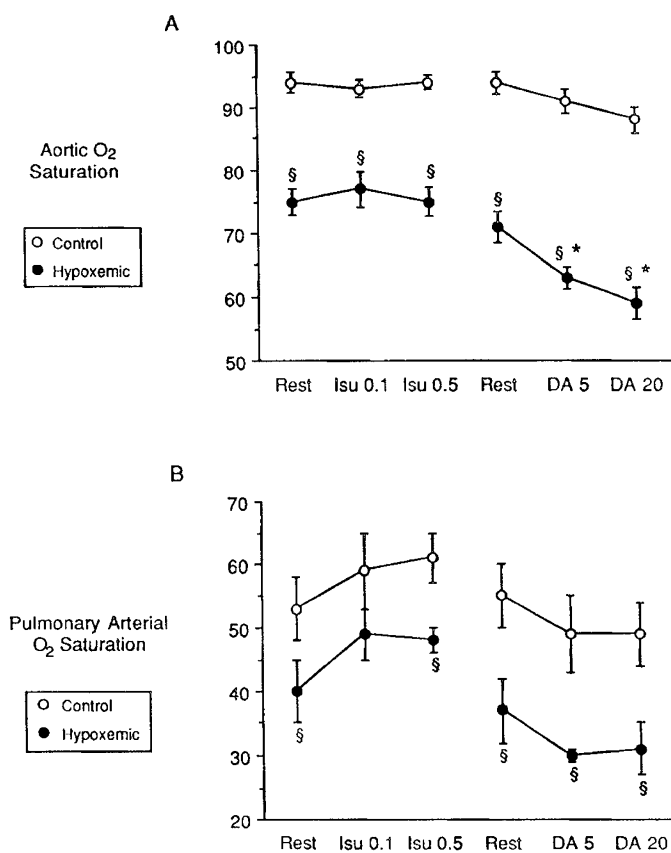 A
100
90
80
70
60
50
Aortic O2
Saturation
Control
Hypoxemic
§ § § § § * § *
Rest Isu 0.1 Isu 0.5 Rest DA 5 DA 20
B
70
60
50
40
30
20
Pulmonary Arterial
O2 Saturation
Control
Hypoxemic
§ § § § §
Rest Isu 0.1 Isu 0.5 Rest DA 5 DA 20